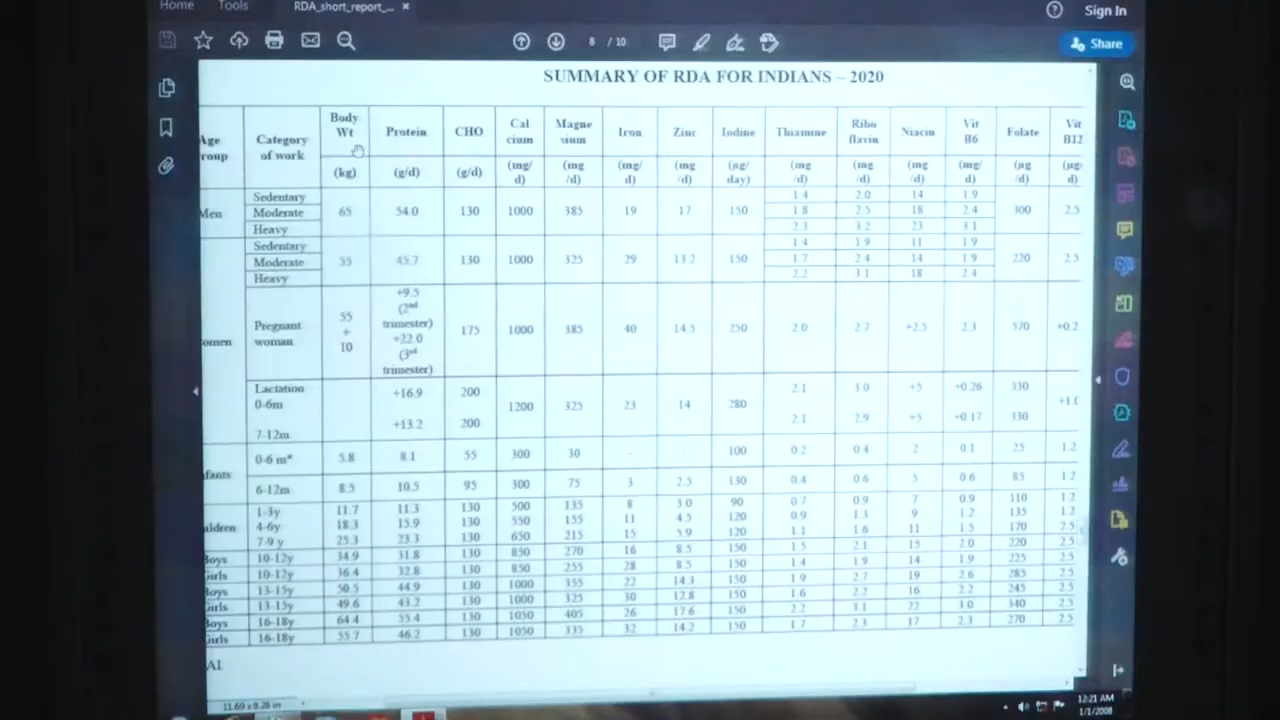 Home Tools RDA_short_report_... ×
Sign In
8 / 10
Share
SUMMARY OF RDA FOR INDIANS – 2020
Age Group Category of work Body Wt Protein CHO Cal cium Magne sium Iron Zinc Iodine Thiamine Ribo flavin Niacin Vit B6 Folate Vit B12
(kg) (g/d) (g/d) (mg/ d) (mg /d) (mg/ d) (mg /d) (µg/ day) (mg /d) (mg /d) (mg /d) (mg/ d) (µg /d) (µg/ d)
Men Sedentary 65 54.0 130 1000 385 19 17 150 1.4 2.0 14 1.9 300 2.5
Moderate 1.8 2.5 18 2.4
Heavy 2.3 3.2 23 3.1
Women Sedentary 55 45.7 130 1000 325 29 13.2 150 1.4 1.9 11 1.9 220 2.5
Moderate 1.7 2.4 14 1.9
Heavy 2.2 3.1 18 2.4
Pregnant woman 55 + 10 +9.5 (2nd trimester) +22.0 (3rd trimester) 175 1000 385 40 14.5 250 2.0 2.7 +2.5 2.3 570 +0.2
Lactation
0-6m +16.9 200 1200 325 23 14 280 2.1 3.0 +5 +0.26 330 +1.0
7-12m +13.2 200 2.1 2.9 +5 +0.17 330
Infants 0-6 m* 5.8 8.1 55 300 30 - - 100 0.2 0.4 2 0.1 25 1.2
6-12m 8.5 10.5 95 300 75 3 2.5 130 0.4 0.6 5 0.6 85 1.2
Children 1-3y 11.7 11.3 130 500 135 8 3.0 90 0.7 0.9 7 0.9 110 1.2
4-6y 18.3 15.9 130 550 155 11 4.5 120 0.9 1.3 9 1.2 135 1.2
7-9 y 25.3 23.3 130 650 215 15 5.9 120 1.1 1.6 11 1.5 170 2.5
Boys 10-12y 34.9 31.8 130 850 270 16 8.5 150 1.5 2.1 15 2.0 220 2.5
Girls 10-12y 36.4 32.8 130 850 255 28 8.5 150 1.4 1.9 14 1.9 225 2.5
Boys 13-15y 50.5 44.9 130 1000 355 22 14.3 150 1.9 2.7 19 2.6 285 2.5
Girls 13-15y 49.6 43.2 130 1000 325 30 12.8 150 1.6 2.2 16 2.2 245 2.5
Boys 16-18y 64.4 55.4 130 1050 405 26 17.6 150 2.2 3.1 22 3.0 340 2.5
Girls 16-18y 55.7 46.2 130 1050 335 32 14.2 150 1.7 2.3 17 2.3 270 2.5
AI
11.69 x 8.26 in
12:21 AM
1/1/2008